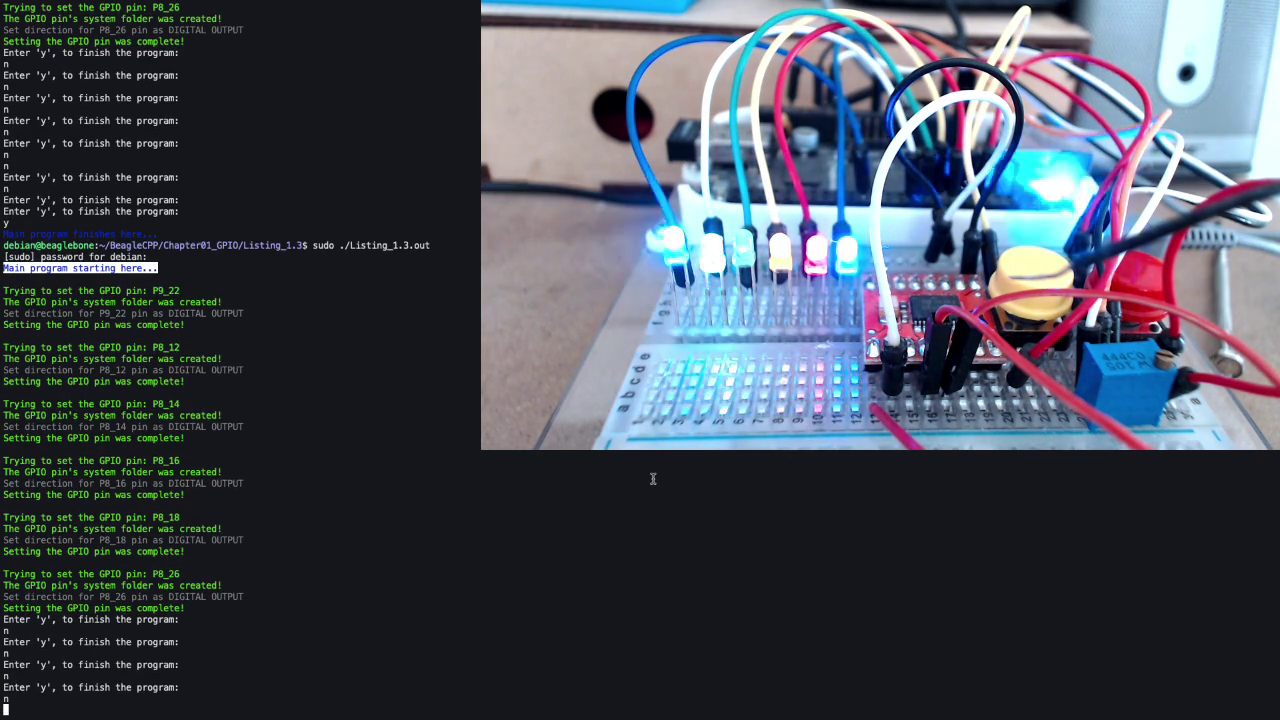 Trying to set the GPIO pin: P8_26
The GPIO pin's system folder was created!
Set direction for P8_26 pin as DIGITAL OUTPUT
Setting the GPIO pin was complete!
Enter 'y', to finish the program:
n
Enter 'y', to finish the program:
n
Enter 'y', to finish the program:
n
Enter 'y', to finish the program:
n
Enter 'y', to finish the program:
n
n
Enter 'y', to finish the program:
n
Enter 'y', to finish the program:
Enter 'y', to finish the program:
y
Main program finishes here...
debian@beaglebone:~/BeagleCPP/Chapter01_GPIO/Listing_1.3$ sudo ./Listing_1.3.out
[sudo] password for debian:
Main program starting here...
Trying to set the GPIO pin: P9_22
The GPIO pin's system folder was created!
Set direction for P9_22 pin as DIGITAL OUTPUT
Setting the GPIO pin was complete!
Trying to set the GPIO pin: P8_12
The GPIO pin's system folder was created!
Set direction for P8_12 pin as DIGITAL OUTPUT
Setting the GPIO pin was complete!
Trying to set the GPIO pin: P8_14
The GPIO pin's system folder was created!
Set direction for P8_14 pin as DIGITAL OUTPUT
Setting the GPIO pin was complete!
Trying to set the GPIO pin: P8_16
The GPIO pin's system folder was created!
Set direction for P8_16 pin as DIGITAL OUTPUT
Setting the GPIO pin was complete!
Trying to set the GPIO pin: P8_18
The GPIO pin's system folder was created!
Set direction for P8_18 pin as DIGITAL OUTPUT
Setting the GPIO pin was complete!
Trying to set the GPIO pin: P8_26
The GPIO pin's system folder was created!
Set direction for P8_26 pin as DIGITAL OUTPUT
Setting the GPIO pin was complete!
Enter 'y', to finish the program:
n
Enter 'y', to finish the program:
n
Enter 'y', to finish the program:
n
Enter 'y', to finish the program:
n
444C0
W105
a b c d e